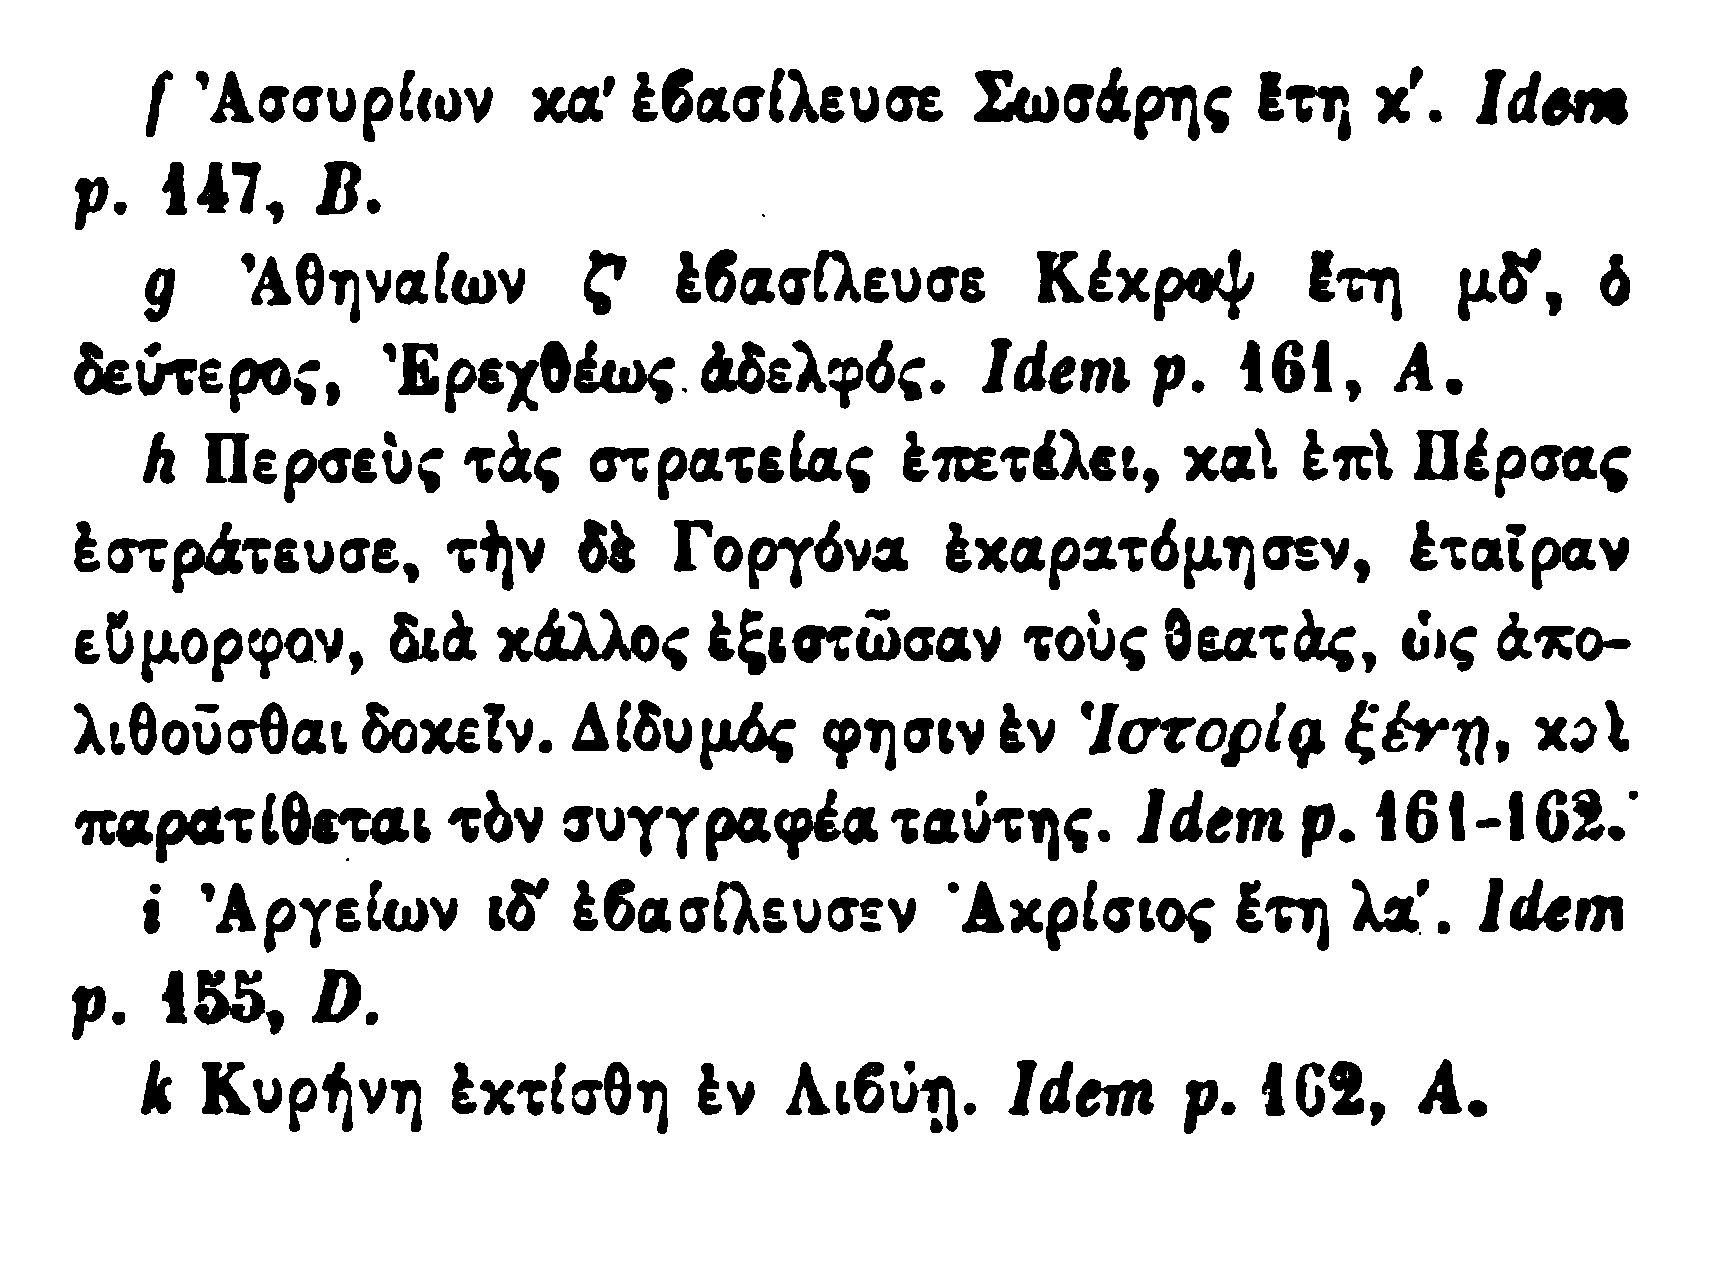 f Ἀσσυρίων κα' ἐϐασίλευσε Σωσάρης ἔτη κ'. Idem
p. 147, B.
g Ἀθηναίων ζ' ἐϐασίλευσε Κέκροψ ἔτη μδ', ὁ
δεύτερος, Ἐρεχθέως ἀδελφός. Idem p. 161, A.
h Περσεὺς τὰς στρατείας ἐπετέλει, καὶ ἐπὶ Πέρσας
ἐστράτευσε, τὴν δὲ Γοργόνα ἐκαρατόμησεν, ἑταῖραν
εὔμορφον, διὰ κάλλος ἐξιστῶσαν τοὺς θεατὰς, ὡς ἀπο-
λιθοῦσθαι δοκεῖν. Δίδυμός φησιν ἐν Ἱστορίᾳ ξένῃ, καὶ
παρατίθεται τὸν συγγραφέα ταύτης. Idem p. 161-162.
i Ἀργείων ιδ' ἐϐασίλευσεν Ἀκρίσιος ἔτη λα'. Idem
p. 155, D.
k Κυρήνη ἐκτίσθη ἐν Λιϐύῃ. Idem p. 162, A.